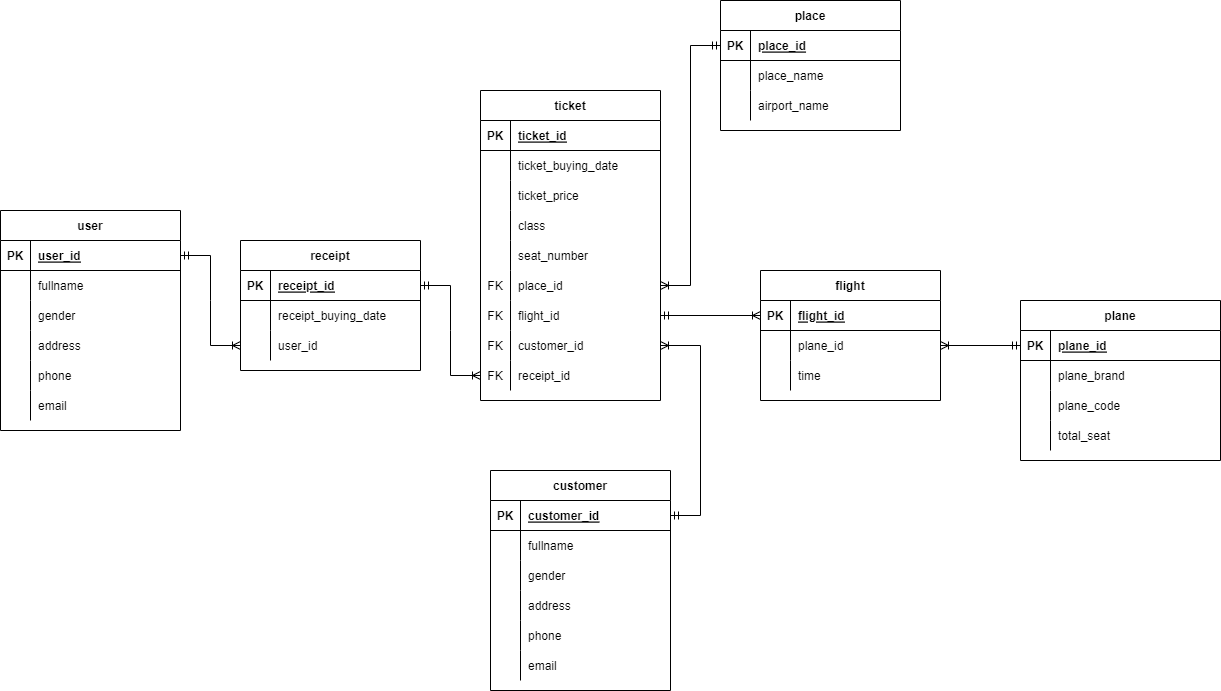 place
PK place_id
place_name
airport_name
ticket
PK ticket_id
ticket_buying_date
ticket_price
class
seat_number
FK place_id
FK flight_id
FK customer_id
FK receipt_id
user
PK user_id
fullname
gender
address
phone
email
receipt
PK receipt_id
receipt_buying_date
user_id
flight
PK flight_id
plane_id
time
plane
PK plane_id
plane_brand
plane_code
total_seat
customer
PK customer_id
fullname
gender
address
phone
email